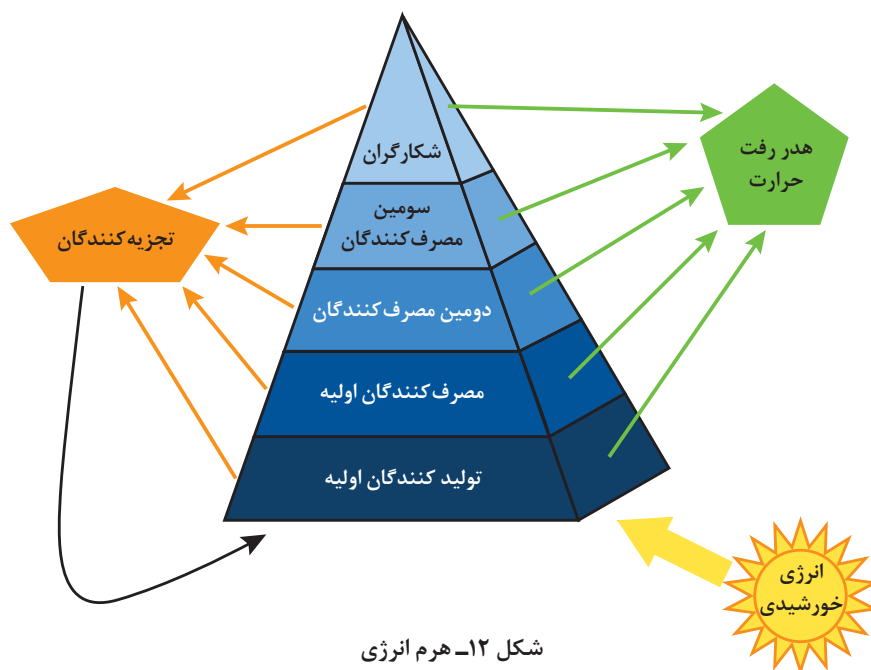 شکارگران
سومین
مصرف‌کنندگان
دومین مصرف‌کنندگان
مصرف‌کنندگان اولیه
تولید کنندگان اولیه
هدر رفت
حرارت
تجزیه‌کنندگان
انرژی
خورشیدی
شکل ۱۲ــ هرم انرژی